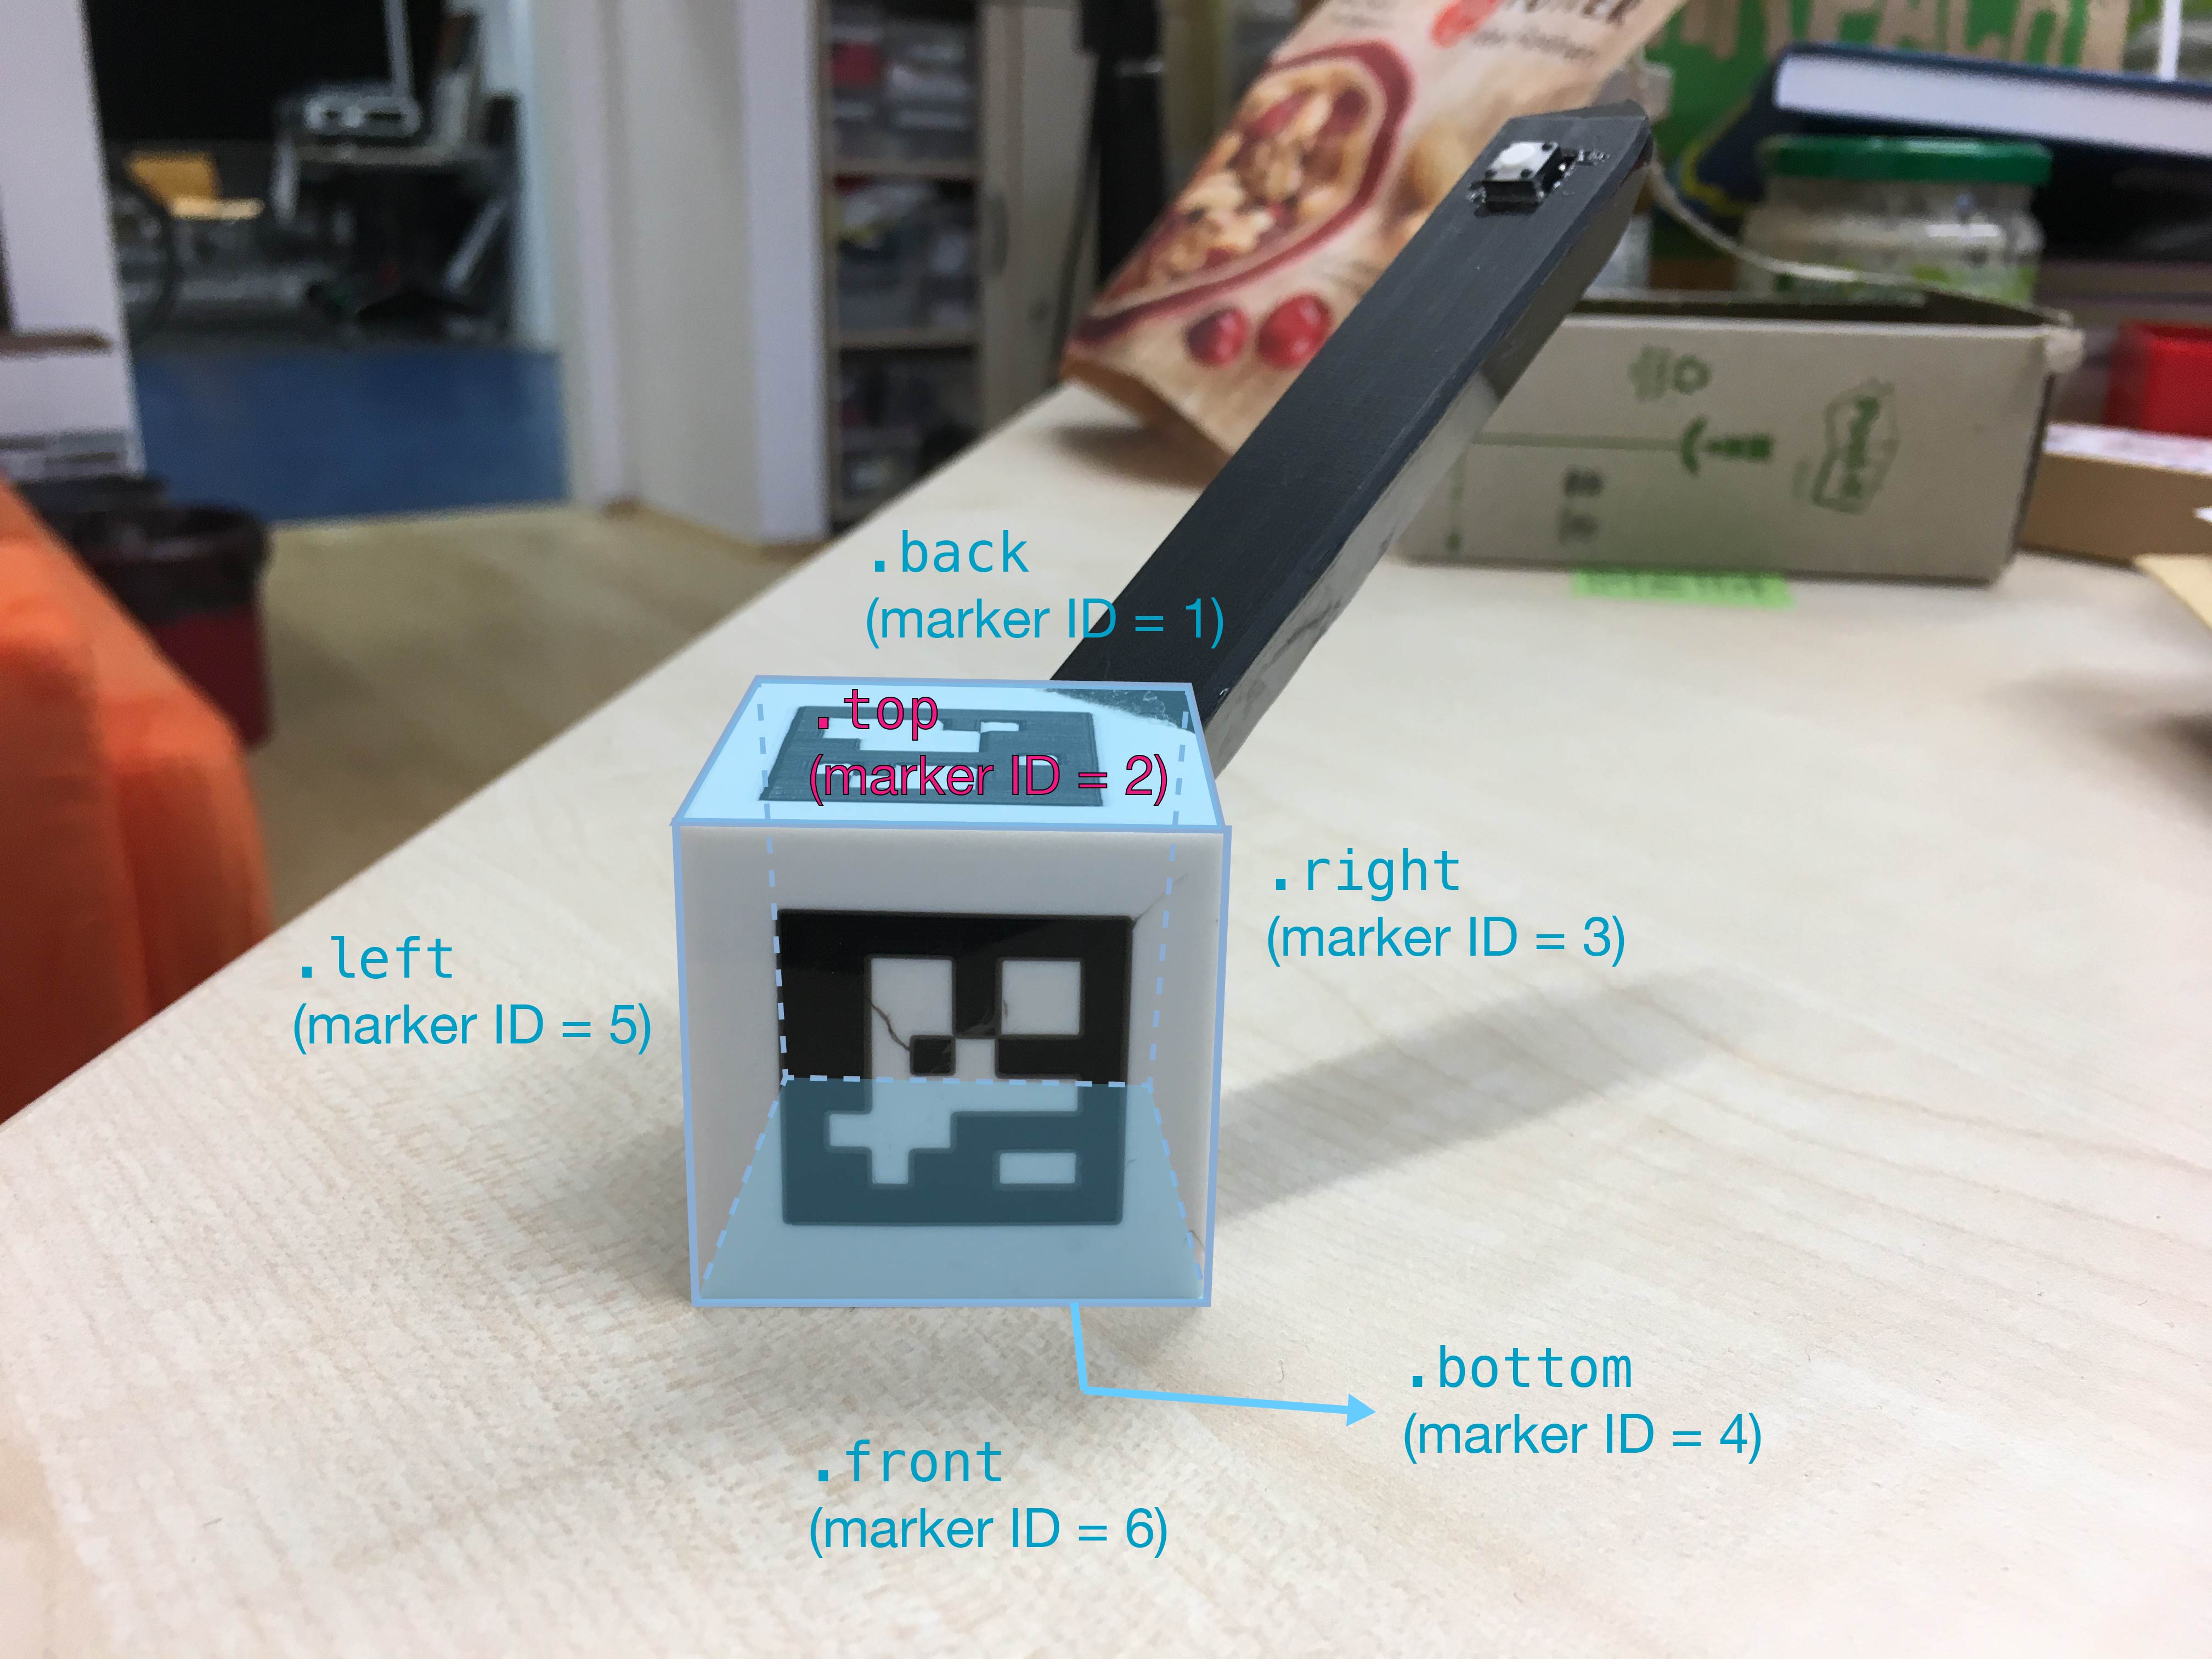 .back
(marker ID = 1)
.top
(marker ID = 2)
.right
(marker ID = 3)
.left
(marker ID = 5)
.bottom
(marker ID = 4)
.front
(marker ID = 6)